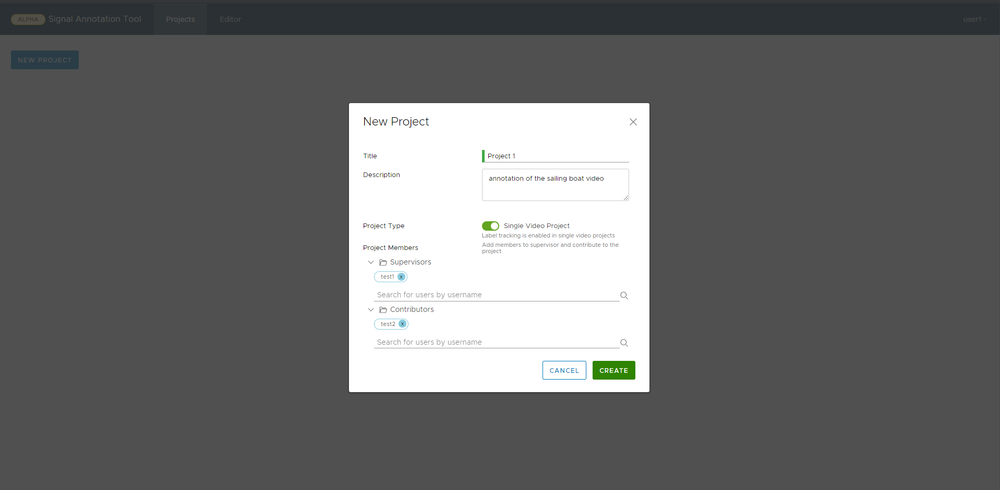 ALPHA Signal Annotation Tool Projects Editor user1
NEW PROJECT
New Project
Title Project 1
Description annotation of the sailing boat video
Project Type Single Video Project
Label tracking is enabled in single video projects
Project Members Add members to supervisor and contribute to the
project
Supervisors
test1 x
Search for users by username
Contributors
test2 x
Search for users by username
CANCEL CREATE